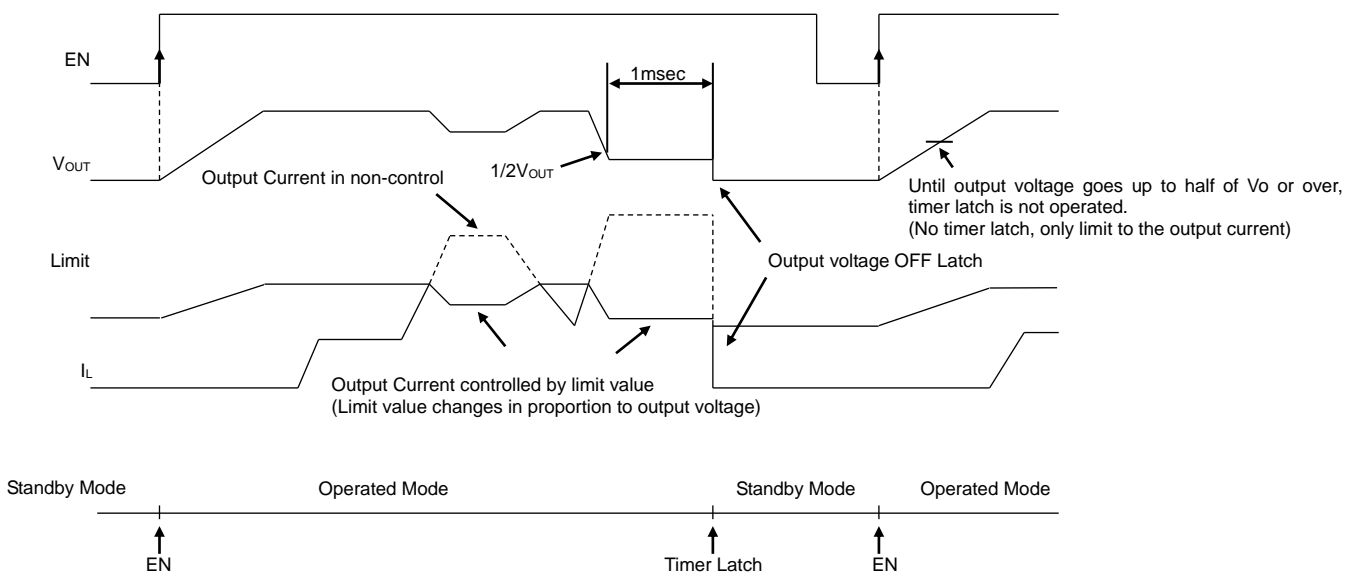 EN
1msec
VOUT
1/2VOUT
Output Current in non-control
Until output voltage goes up to half of Vo or over,
timer latch is not operated.
(No timer latch, only limit to the output current)
Limit
Output voltage OFF Latch
IL
Output Current controlled by limit value
(Limit value changes in proportion to output voltage)
Standby Mode
Operated Mode
Standby Mode
Operated Mode
EN
Timer Latch
EN